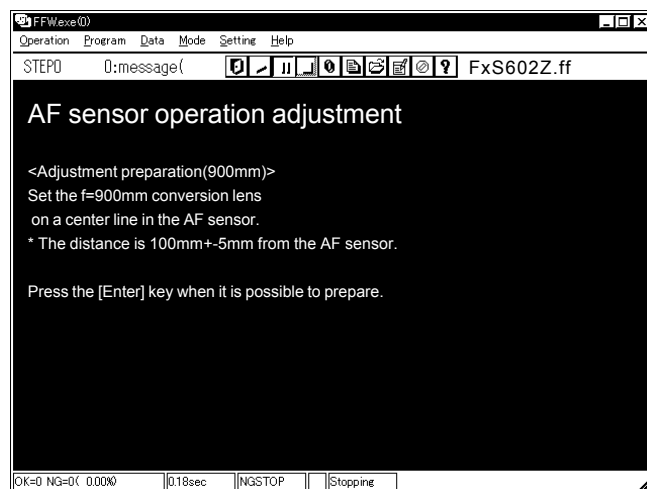 FFW.exe(0)
Operation Program Data Mode Setting Help
STEP0 0:message( FxS602Z.ff
AF sensor operation adjustment
<Adjustment preparation(900mm)>
Set the f=900mm conversion lens
on a center line in the AF sensor.
* The distance is 100mm+-5mm from the AF sensor.
Press the [Enter] key when it is possible to prepare.
OK=0 NG=0( 0.00%) 0.18sec NGSTOP Stopping